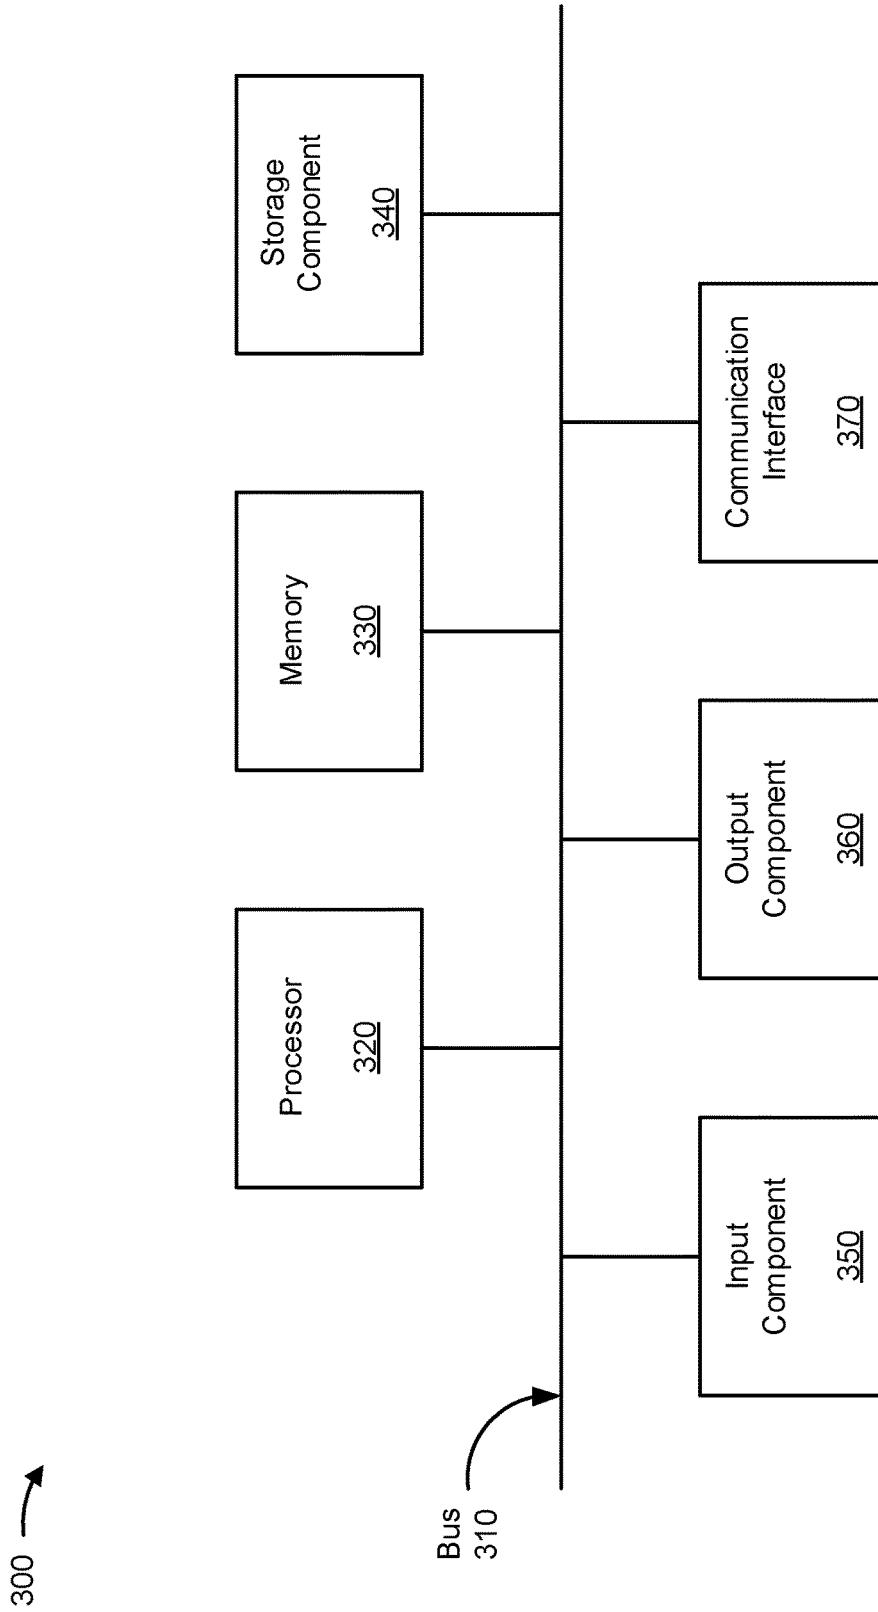 300
Processor
320
Memory
330
Storage
Component
340
Bus
310
Input
Component
350
Output
Component
360
Communication
Interface
370